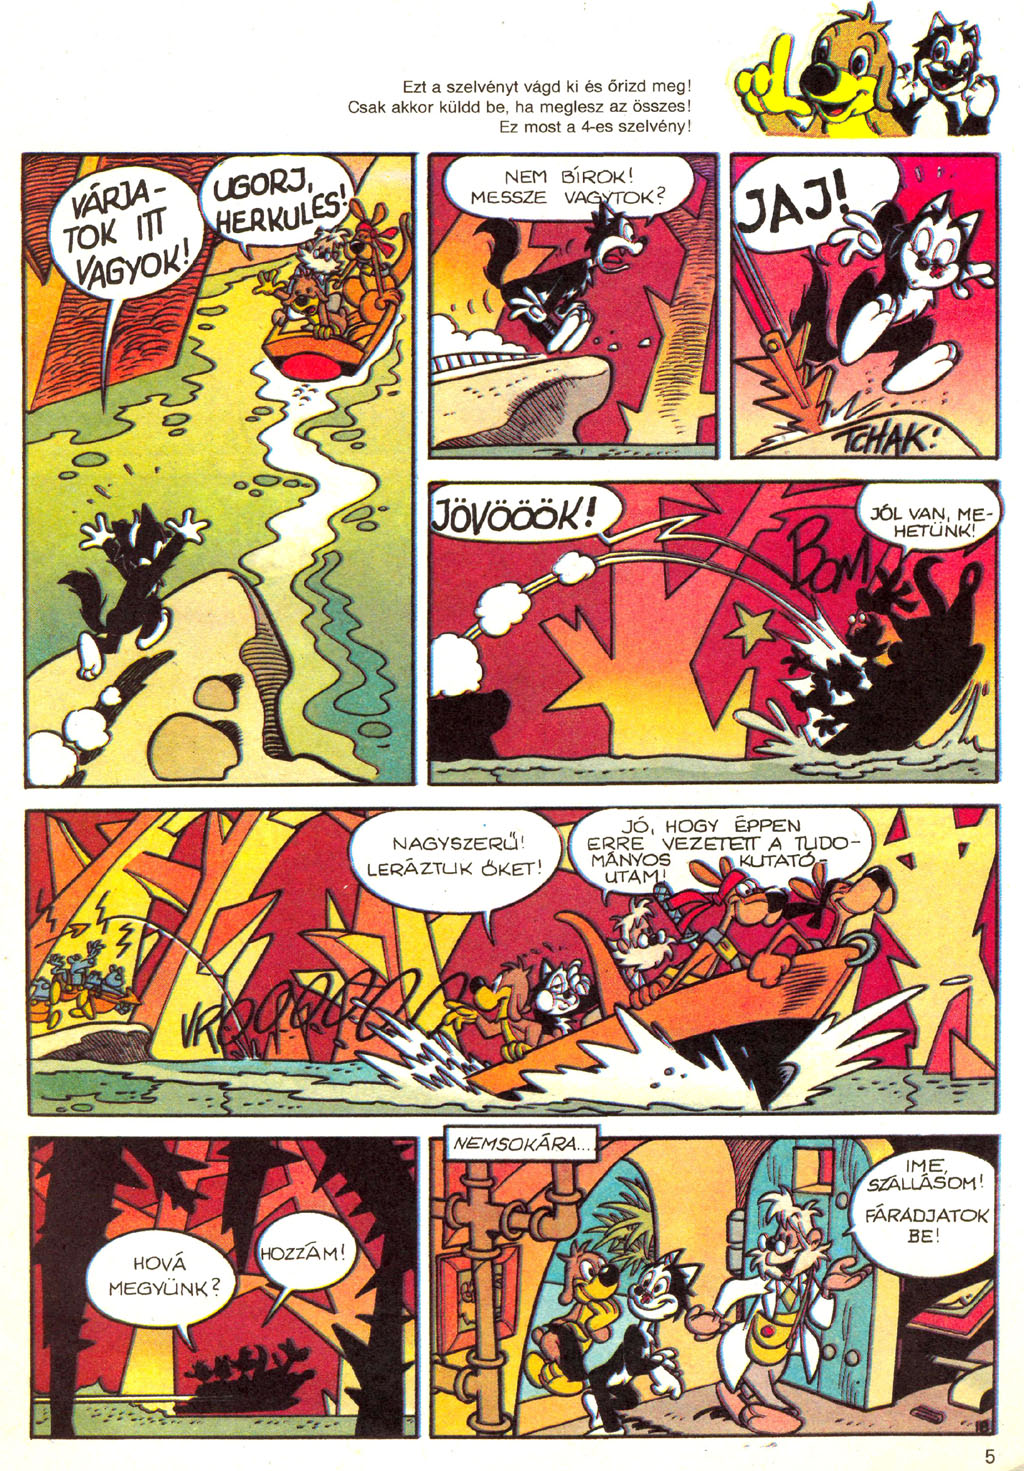 Ezt a szelvényt vágd ki és őrizd meg!
Csak akkor küldd be, ha meglesz az összes!
Ez most a 4-es szelvény!
VÁRJA-
TOK ITT
VAGYOK!
UGORJ,
HERKULES!
NEM BÍROK!
MESSZE VAGYTOK?
JAJ!
TCHAK!
JÖVÖÖÖK!
BOM
JÓL VAN, ME-
HETÜNK!
NAGYSZERŰ!
LERÁZTUK ŐKET!
JÓ, HOGY ÉPPEN
ERRE VEZETETT A TUDO-
MÁNYOS KUTATÓ-
UTAM!
HOVÁ
MEGYÜNK?
HOZZÁM!
NEMSOKÁRA...
IME,
SZÁLLÁSOM!
FÁRADJATOK
BE!
18
5